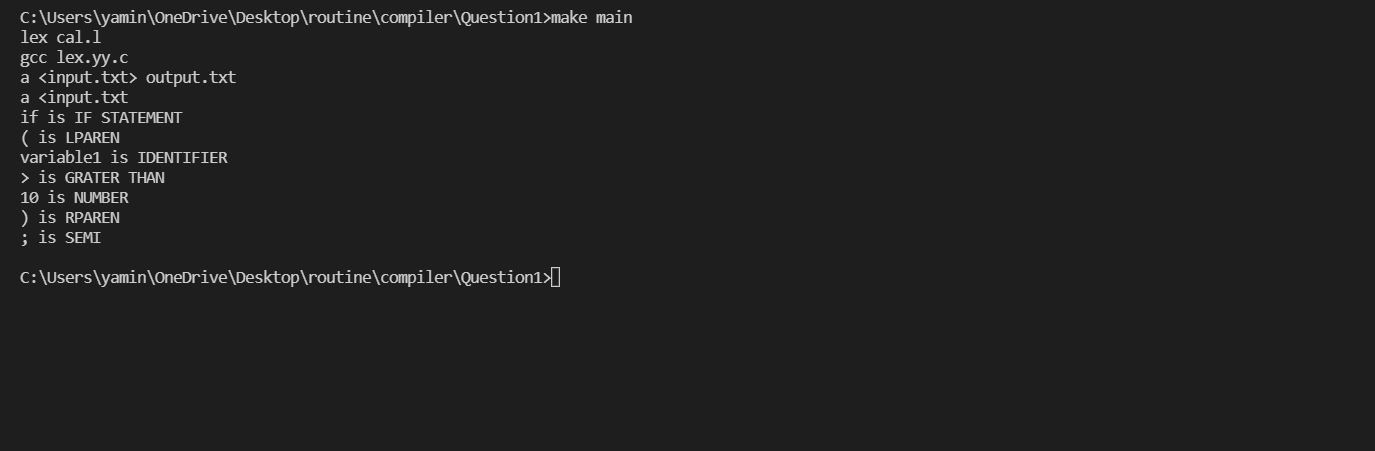 C:\Users\yamin\OneDrive\Desktop\routine\compiler\Question1>make main
lex cal.l
gcc lex.yy.c
a <input.txt> output.txt
a <input.txt
if is IF STATEMENT
( is LPAREN
variable1 is IDENTIFIER
> is GRATER THAN
10 is NUMBER
) is RPAREN
; is SEMI
C:\Users\yamin\OneDrive\Desktop\routine\compiler\Question1>